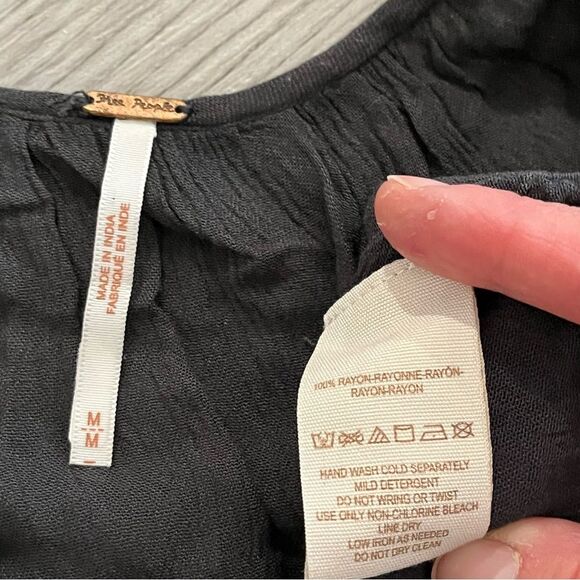 Free People
MADE IN INDIA
FABRIQUÉ EN INDE
M
M
100% RAYON-RAYONNE-RAYÓN-
RAYON-RAYON
HAND WASH COLD SEPARATELY
MILD DETERGENT
DO NOT WRING OR TWIST
USE ONLY NON-CHLORINE BLEACH
LINE DRY
LOW IRON AS NEEDED
DO NOT DRY CLEAN